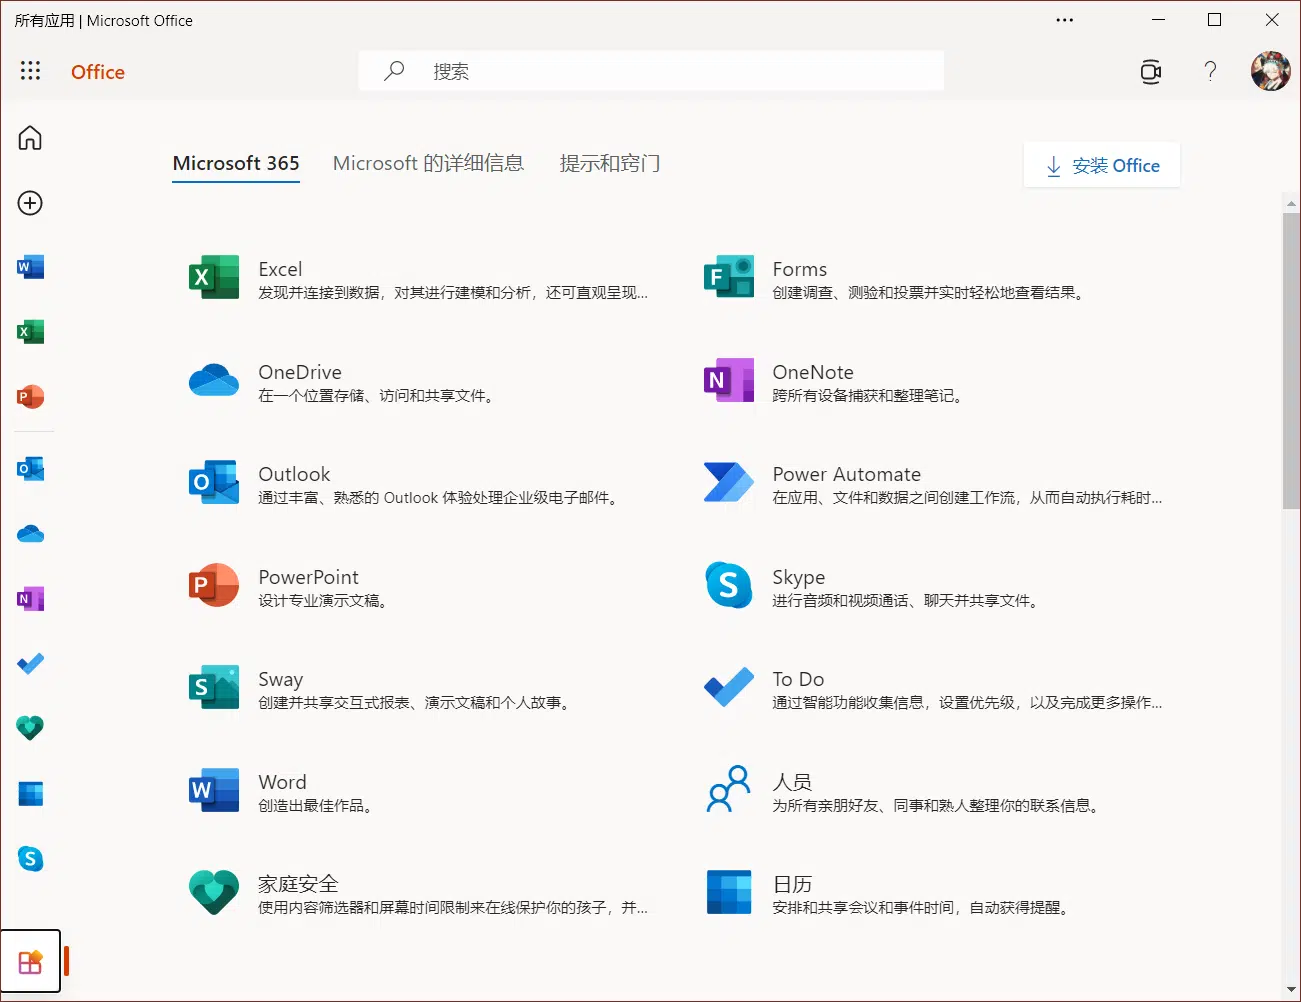 所有应用 | Microsoft Office
Office
搜索
Microsoft 365
Microsoft 的详细信息
提示和窍门
安装 Office
Excel
发现并连接到数据，对其进行建模和分析，还可直观呈现...
Forms
创建调查、测验和投票并实时轻松地查看结果。
OneDrive
在一个位置存储、访问和共享文件。
OneNote
跨所有设备捕获和整理笔记。
Outlook
通过丰富、熟悉的 Outlook 体验处理企业级电子邮件。
Power Automate
在应用、文件和数据之间创建工作流，从而自动执行耗时...
PowerPoint
设计专业演示文稿。
Skype
进行音频和视频通话、聊天并共享文件。
Sway
创建并共享交互式报表、演示文稿和个人故事。
To Do
通过智能功能收集信息，设置优先级，以及完成更多操作...
Word
创造出最佳作品。
人员
为所有亲朋好友、同事和熟人整理你的联系信息。
家庭安全
使用内容筛选器和屏幕时间限制来在线保护你的孩子，并...
日历
安排和共享会议和事件时间，自动获得提醒。